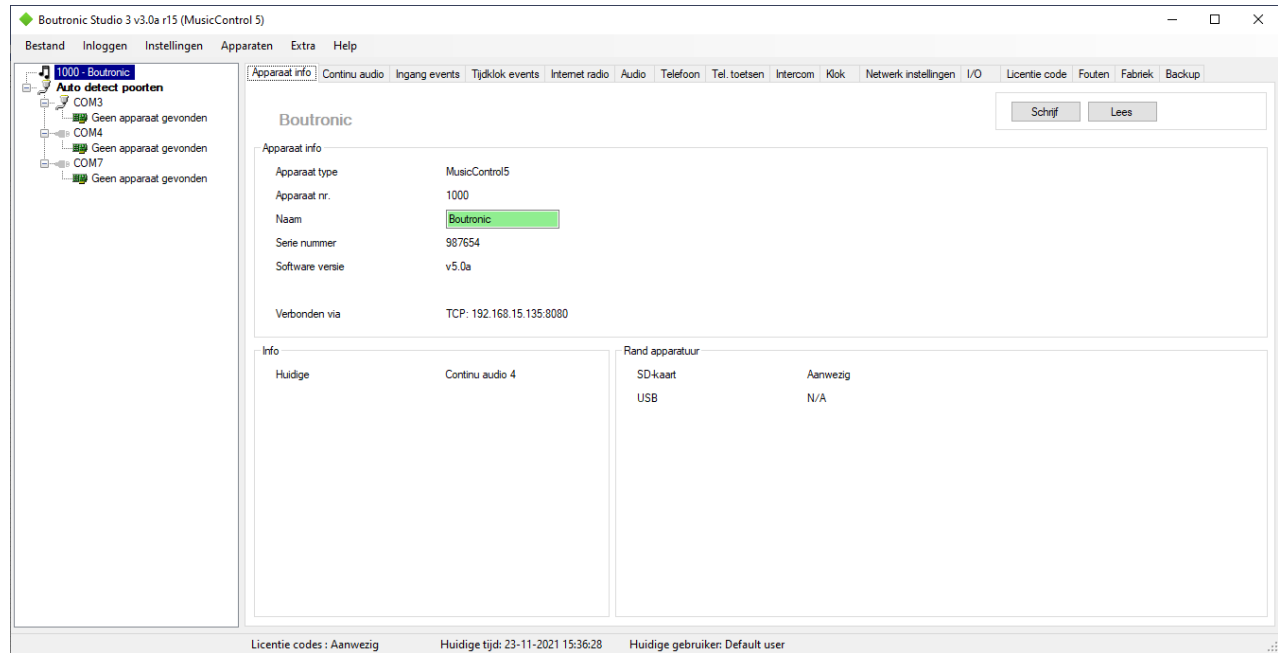 Boutronic Studio 3 v3.0a r15 (MusicControl 5)
Bestand Inloggen Instellingen Apparaten Extra Help
1000 - Boutronic
Auto detect poorten
COM3
Geen apparaat gevonden
COM4
Geen apparaat gevonden
COM7
Geen apparaat gevonden
Apparaat info Continu audio Ingang events Tijdklok events Internet radio Audio Telefoon Tel. toetsen Intercom Klok Netwerk instellingen I/O Licentie code Fouten Fabriek Backup
Boutronic
Schrijf Lees
Apparaat info
Apparaat type MusicControl5
Apparaat nr. 1000
Naam Boutronic
Serie nummer 987654
Software versie v5.0a
Verbonden via TCP: 192.168.15.135:8080
Info
Huidige Continu audio 4
Rand apparatuur
SD-kaart Aanwezig
USB N/A
Licentie codes : Aanwezig Huidige tijd: 23-11-2021 15:36:28 Huidige gebruiker: Default user